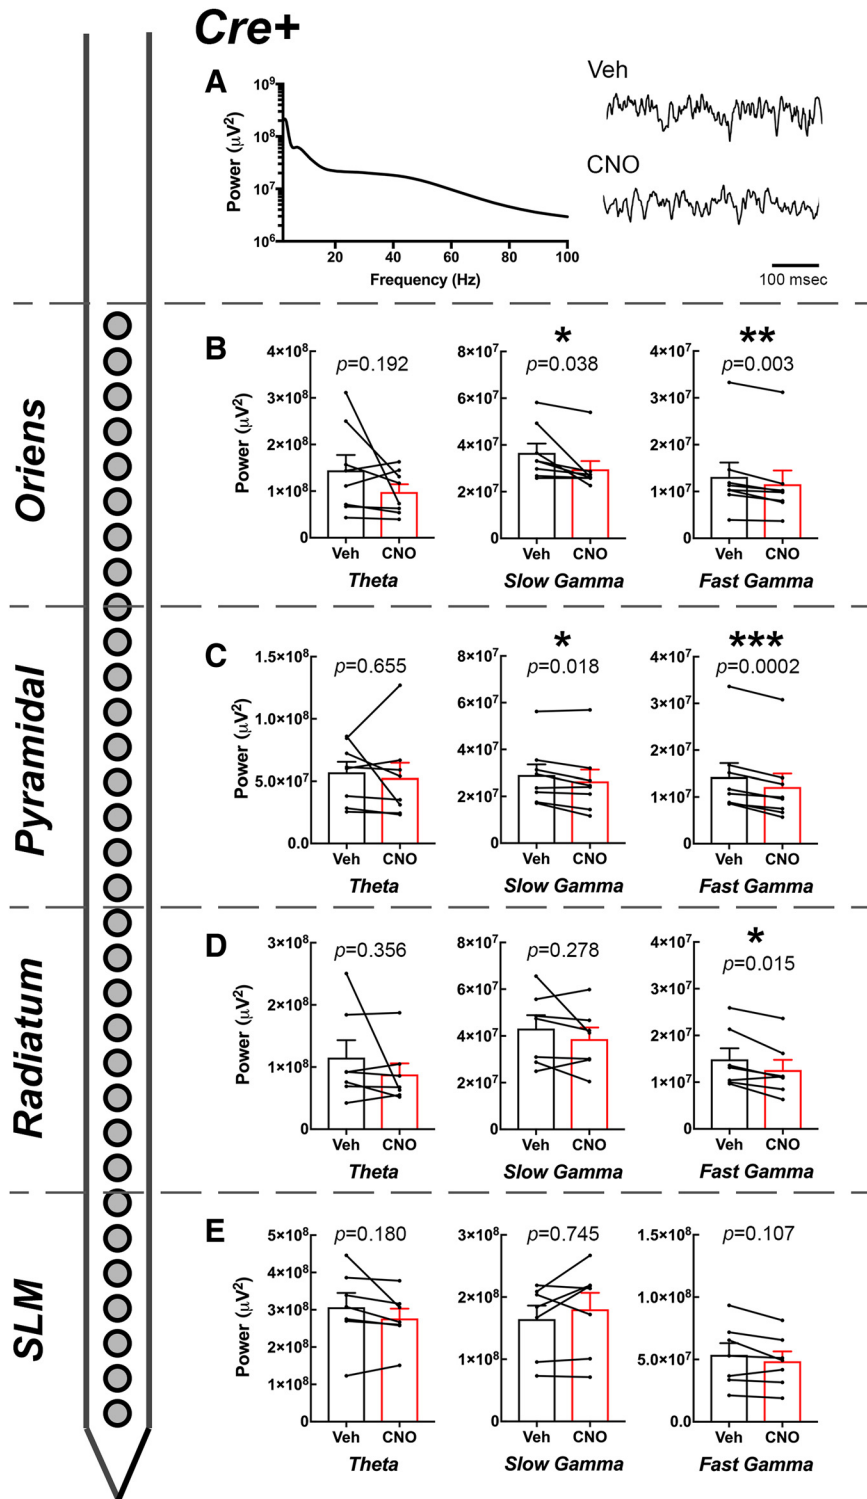 Cre+
A
Power (μV²)
10⁹
10⁸
10⁷
10⁶
20 40 60 80 100
Frequency (Hz)
Veh
CNO
100 msec
Oriens
B
Power (μV²)
4×10⁸
3×10⁸
2×10⁸
1×10⁸
0
p=0.192
Veh CNO
Theta
8×10⁷
6×10⁷
4×10⁷
2×10⁷
0
*
p=0.038
Veh CNO
Slow Gamma
4×10⁷
3×10⁷
2×10⁷
1×10⁷
0
**
p=0.003
Veh CNO
Fast Gamma
Pyramidal
C
Power (μV²)
1.5×10⁸
1.0×10⁸
5.0×10⁷
0.0
p=0.655
Veh CNO
Theta
8×10⁷
6×10⁷
4×10⁷
2×10⁷
0
*
p=0.018
Veh CNO
Slow Gamma
4×10⁷
3×10⁷
2×10⁷
1×10⁷
0
***
p=0.0002
Veh CNO
Fast Gamma
Radiatum
D
Power (μV²)
3×10⁸
2×10⁸
1×10⁸
0
p=0.356
Veh CNO
Theta
8×10⁷
6×10⁷
4×10⁷
2×10⁷
0
p=0.278
Veh CNO
Slow Gamma
4×10⁷
3×10⁷
2×10⁷
1×10⁷
0
*
p=0.015
Veh CNO
Fast Gamma
SLM
E
Power (μV²)
5×10⁸
4×10⁸
3×10⁸
2×10⁸
1×10⁸
0
p=0.180
Veh CNO
Theta
3×10⁸
2×10⁸
1×10⁸
0
p=0.745
Veh CNO
Slow Gamma
1.5×10⁸
1.0×10⁸
5.0×10⁷
0.0
p=0.107
Veh CNO
Fast Gamma